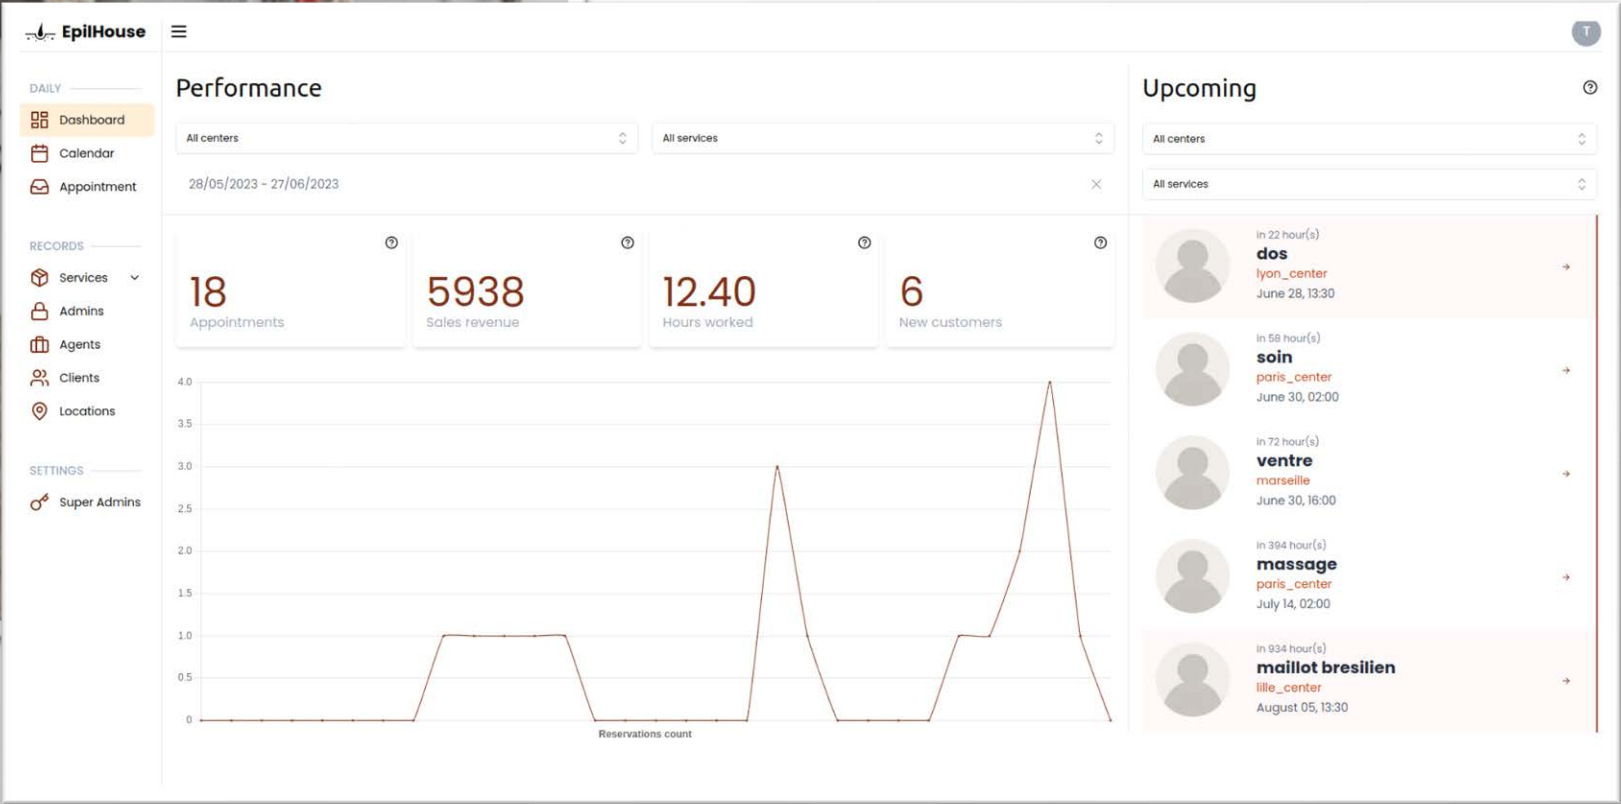 EpilHouse
T
DAILY
Dashboard
Calendar
Appointment
RECORDS
Services
Admins
Agents
Clients
Locations
SETTINGS
Super Admins
Performance
All centers
All services
28/05/2023 - 27/06/2023
18
Appointments
5938
Sales revenue
12.40
Hours worked
6
New customers
4.0
3.5
3.0
2.5
2.0
1.5
1.0
0.5
0
Reservations count
Upcoming
All centers
All services
in 22 hour(s)
dos
lyon_center
June 28, 13:30
in 58 hour(s)
soin
paris_center
June 30, 02:00
in 72 hour(s)
ventre
marseille
June 30, 16:00
in 394 hour(s)
massage
paris_center
July 14, 02:00
in 934 hour(s)
maillot bresilien
lille_center
August 05, 13:30